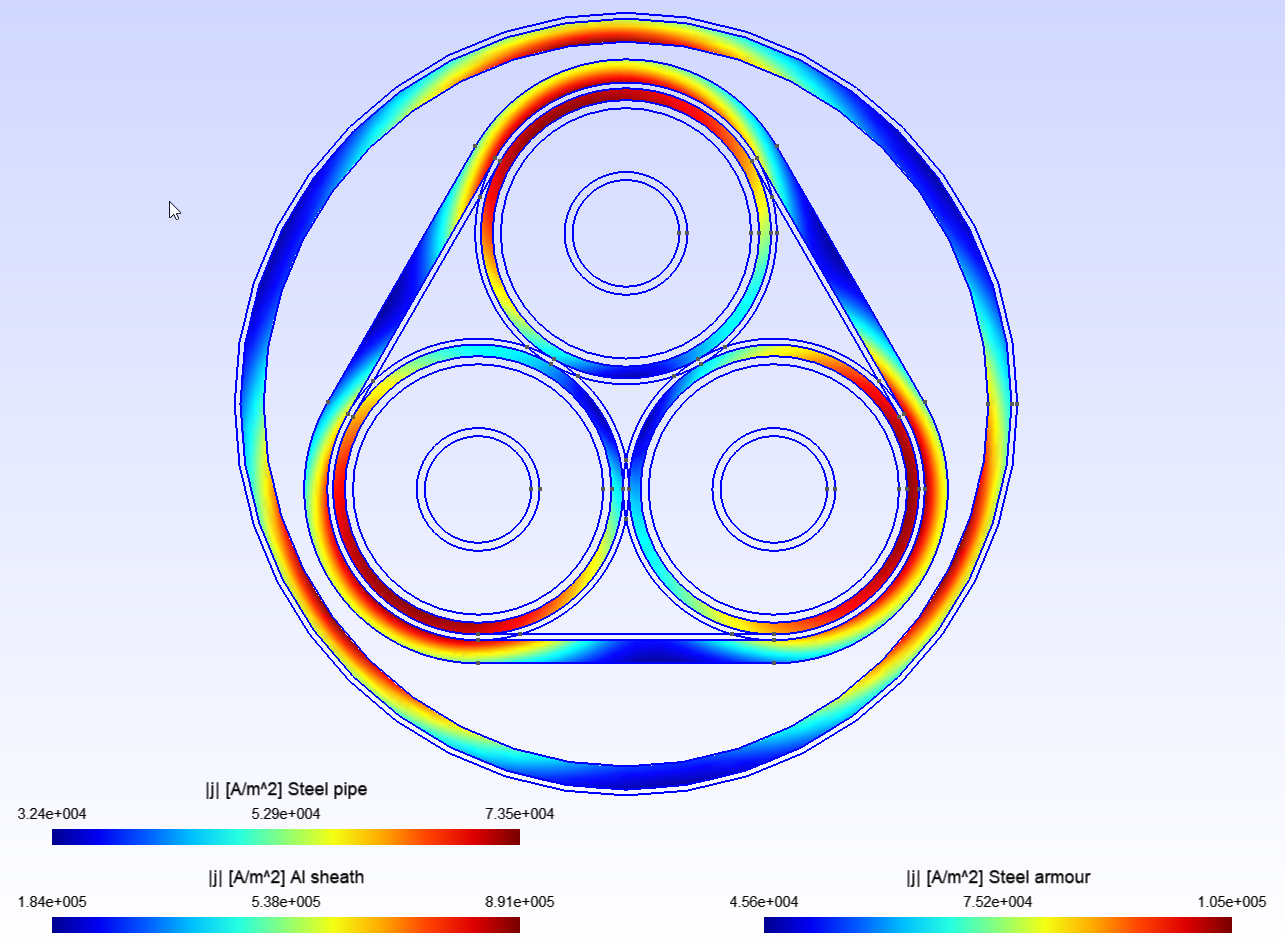 |j| [A/m^2] Steel pipe
3.24e+004 5.29e+004 7.35e+004
|j| [A/m^2] Al sheath
1.84e+005 5.38e+005 8.91e+005
|j| [A/m^2] Steel armour
4.56e+004 7.52e+004 1.05e+005